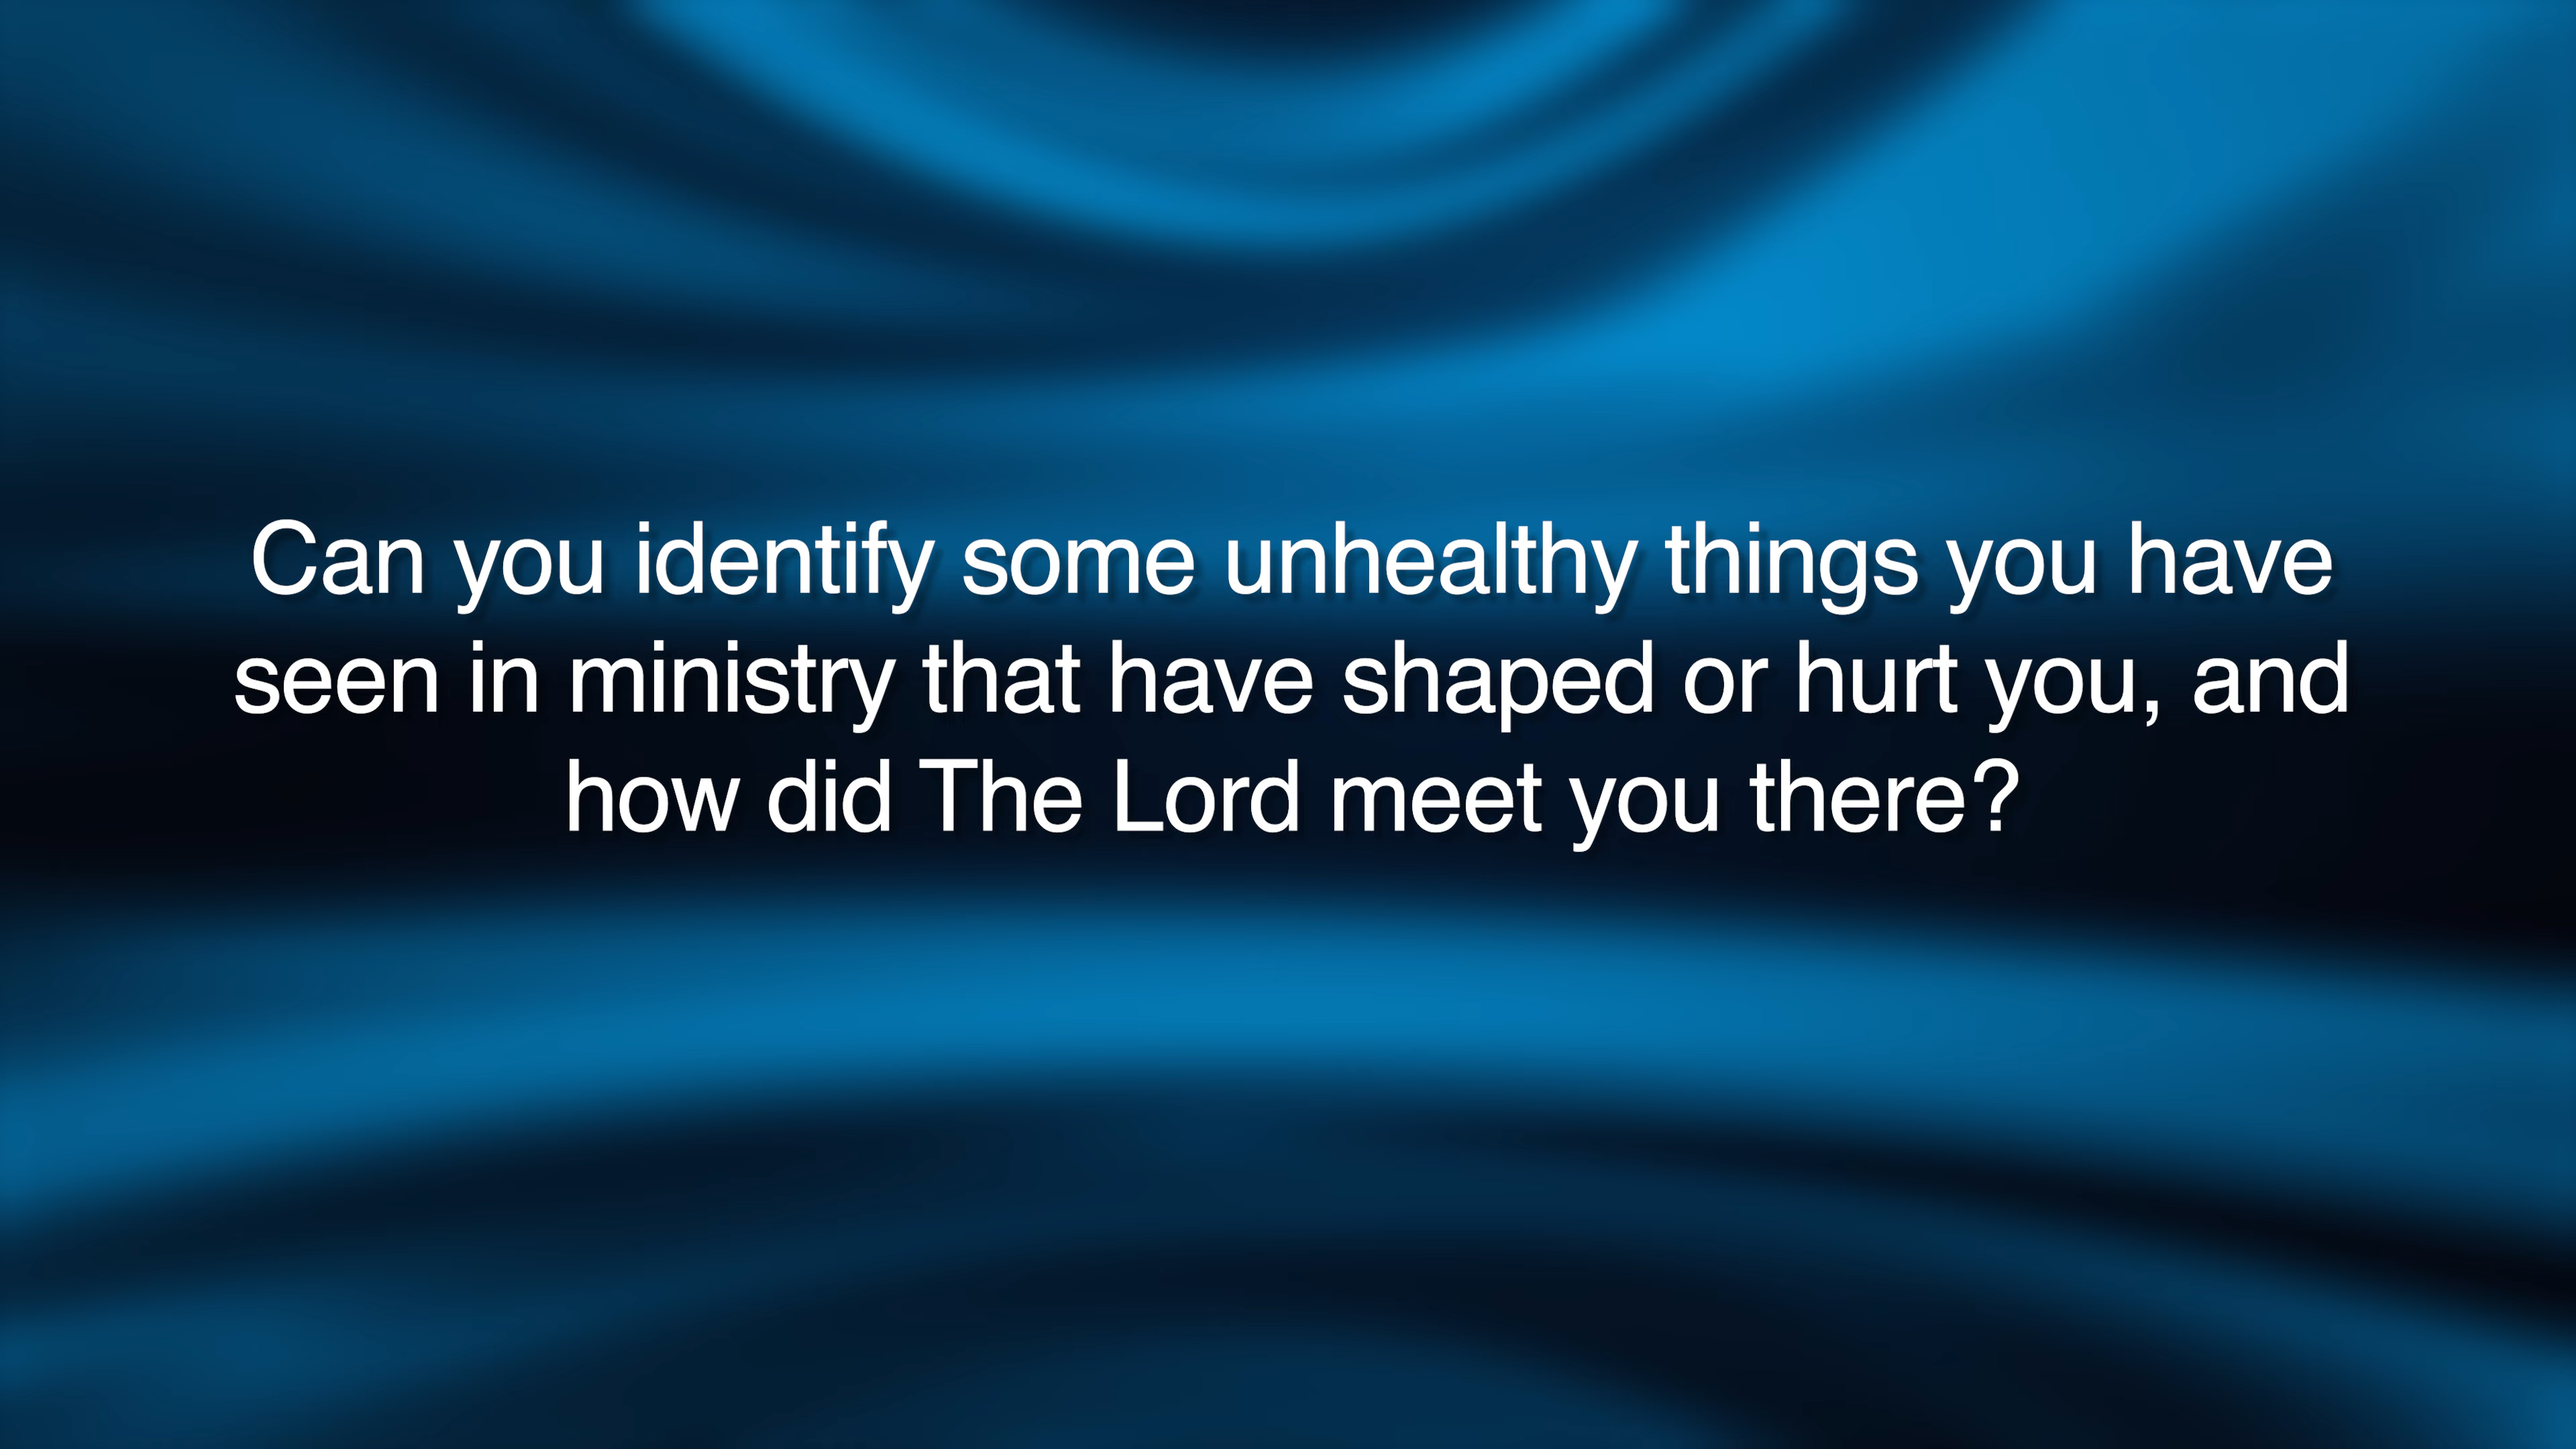 Can you identify some unhealthy things you have
seen in ministry that have shaped or hurt you, and
how did The Lord meet you there?